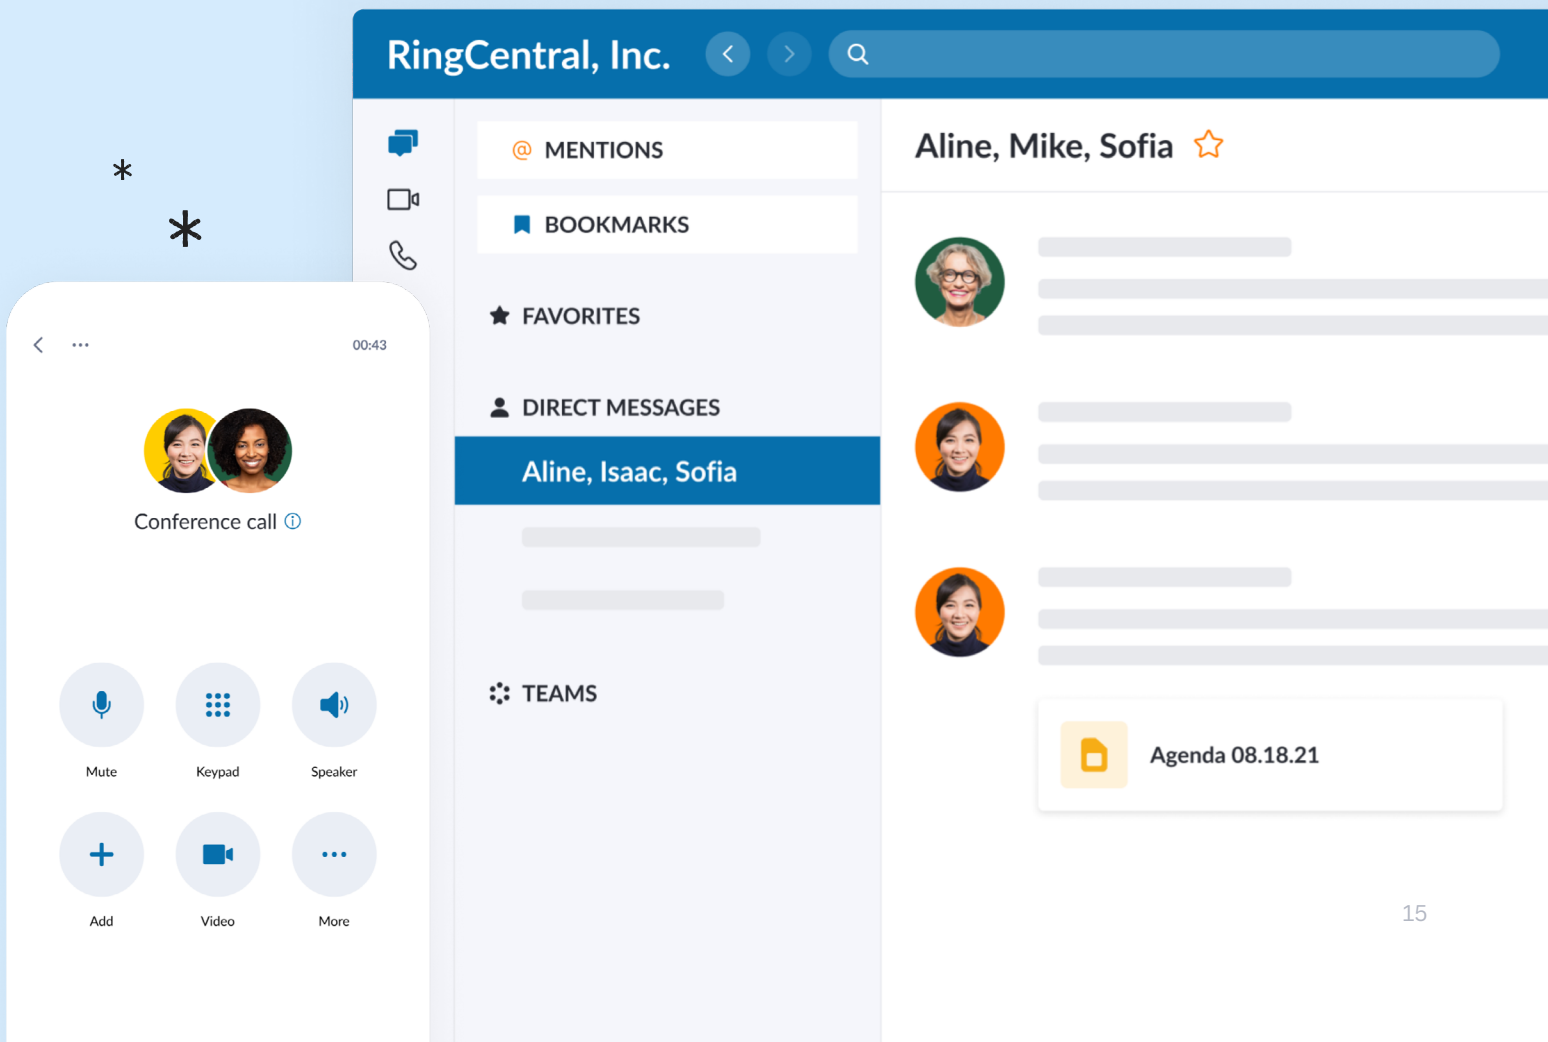 RingCentral, Inc.
@ MENTIONS
BOOKMARKS
FAVORITES
DIRECT MESSAGES
Aline, Isaac, Sofia
TEAMS
Aline, Mike, Sofia
Agenda 08.18.21
15
* 
*
00:43
Conference call
Mute
Keypad
Speaker
Add
Video
More